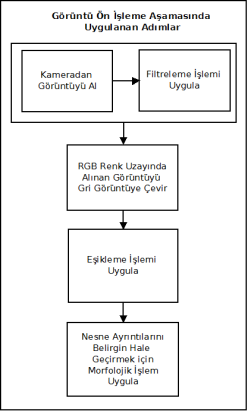 Görüntü Ön İşleme Aşamasında
Uygulanan Adımlar
Kameradan
Görüntüyü Al
Filtreleme İşlemi
Uygula
RGB Renk Uzayında
Alınan Görüntüyü
Gri Görüntüye Çevir
Eşikleme İşlemi
Uygula
Nesne Ayrıntılarını
Belirgin Hale
Geçirmek için
Morfolojik İşlem
Uygula